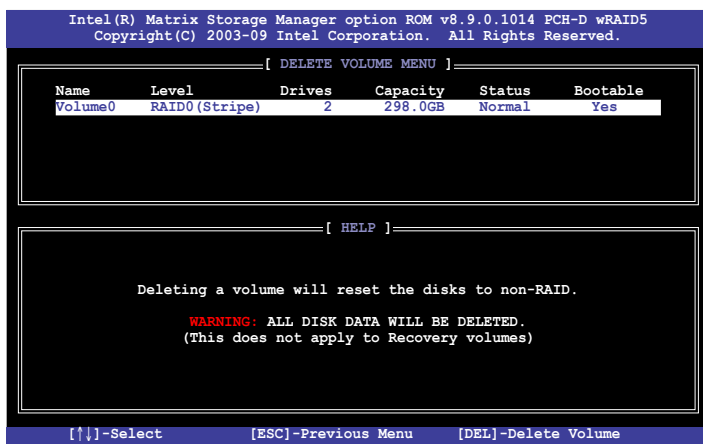 Intel(R) Matrix Storage Manager option ROM v8.9.0.1014 PCH-D wRAID5
Copyright(C) 2003-09 Intel Corporation. All Rights Reserved.
[ DELETE VOLUME MENU ]
Name Level Drives Capacity Status Bootable
Volume0 RAID0(Stripe) 2 298.0GB Normal Yes
[ HELP ]
Deleting a volume will reset the disks to non-RAID.
WARNING: ALL DISK DATA WILL BE DELETED.
(This does not apply to Recovery volumes)
[↑↓]-Select [ESC]-Previous Menu [DEL]-Delete Volume